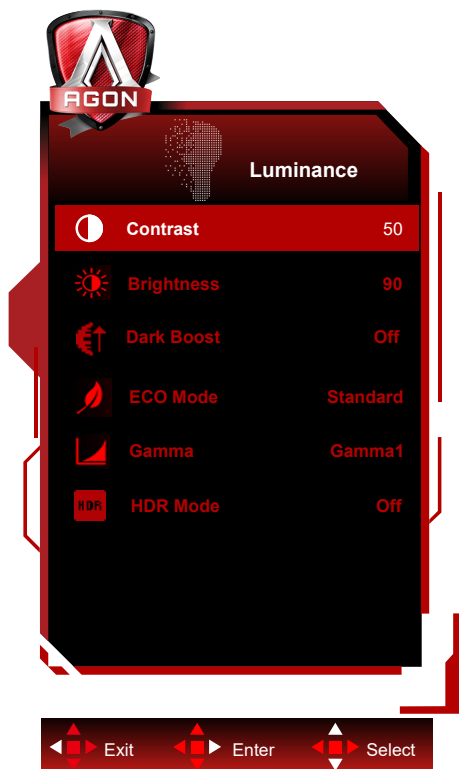 AGON
Luminance
Contrast 50
Brightness 90
Dark Boost Off
ECO Mode Standard
Gamma Gamma1
HDR HDR Mode Off
Exit Enter Select